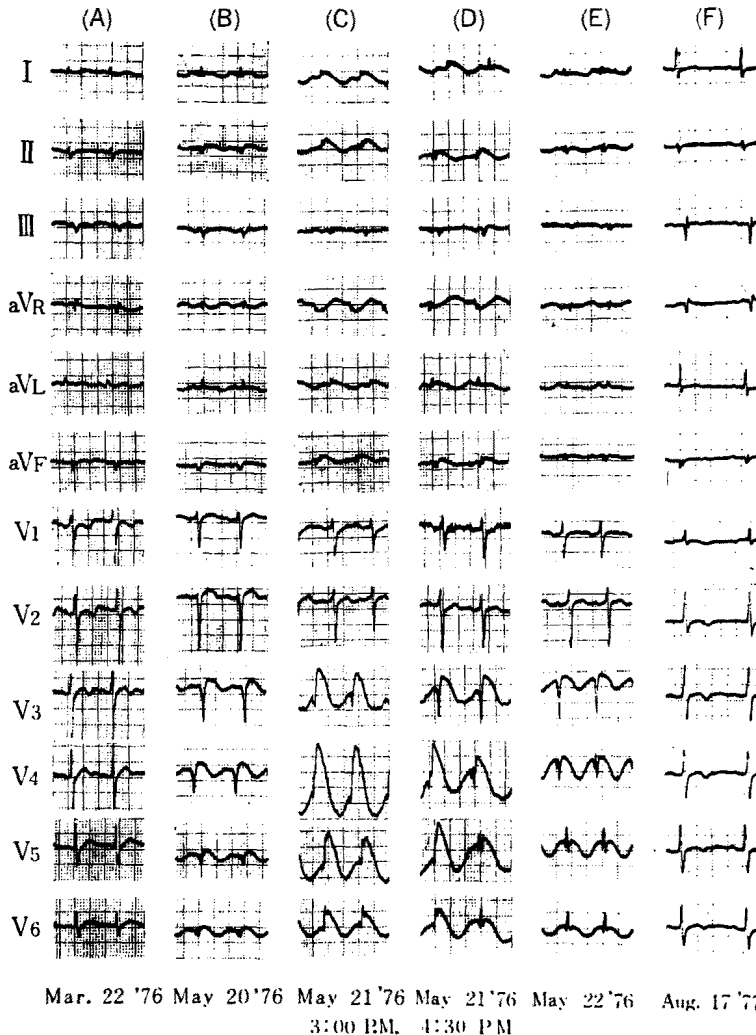 (A) (B) (C) (D) (E) (F)
I
II
III
aVR
aVL
aVF
V1
V2
V3
V4
V5
V6
Mar. 22 '76 May 20 '76 May 21 '76 May 21 '76 May 22 '76 Aug. 17 '77
3:00 P.M. 4:30 P M